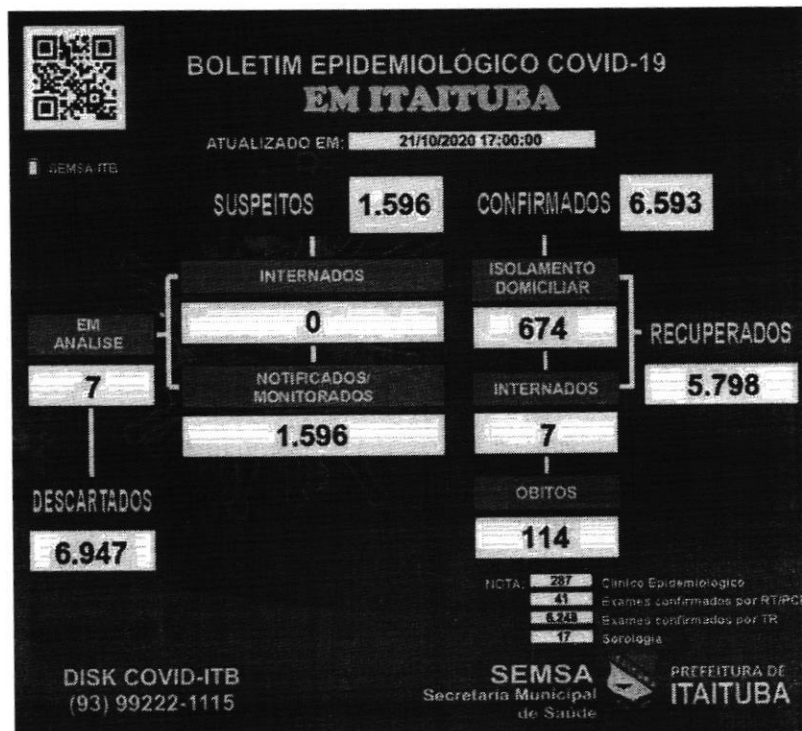 BOLETIM EPIDEMIOLÓGICO COVID-19
EM ITAITUBA
ATUALIZADO EM: 21/10/2020 17:00:00
SEMSA-ITB
SUSPEITOS 1.596
CONFIRMADOS 6.593
INTERNADOS
0
NOTIFICADOS/
MONITORADOS
1.596
EM
ANALISE
7
DESCARTADOS
6.947
ISOLAMENTO
DOMICILIAR
674
INTERNADOS
7
OBITOS
114
RECUPERADOS
5.798
NOTA: 287 Clinico Epidemiologico
41 Exames confirmados por RT/PCR
6.248 Exames confirmados por TR
17 Sorologia
DISK COVID-ITB
(93) 99222-1115
SEMSA
Secretaria Municipal
de Saúde
PREFEITURA DE
ITAITUBA